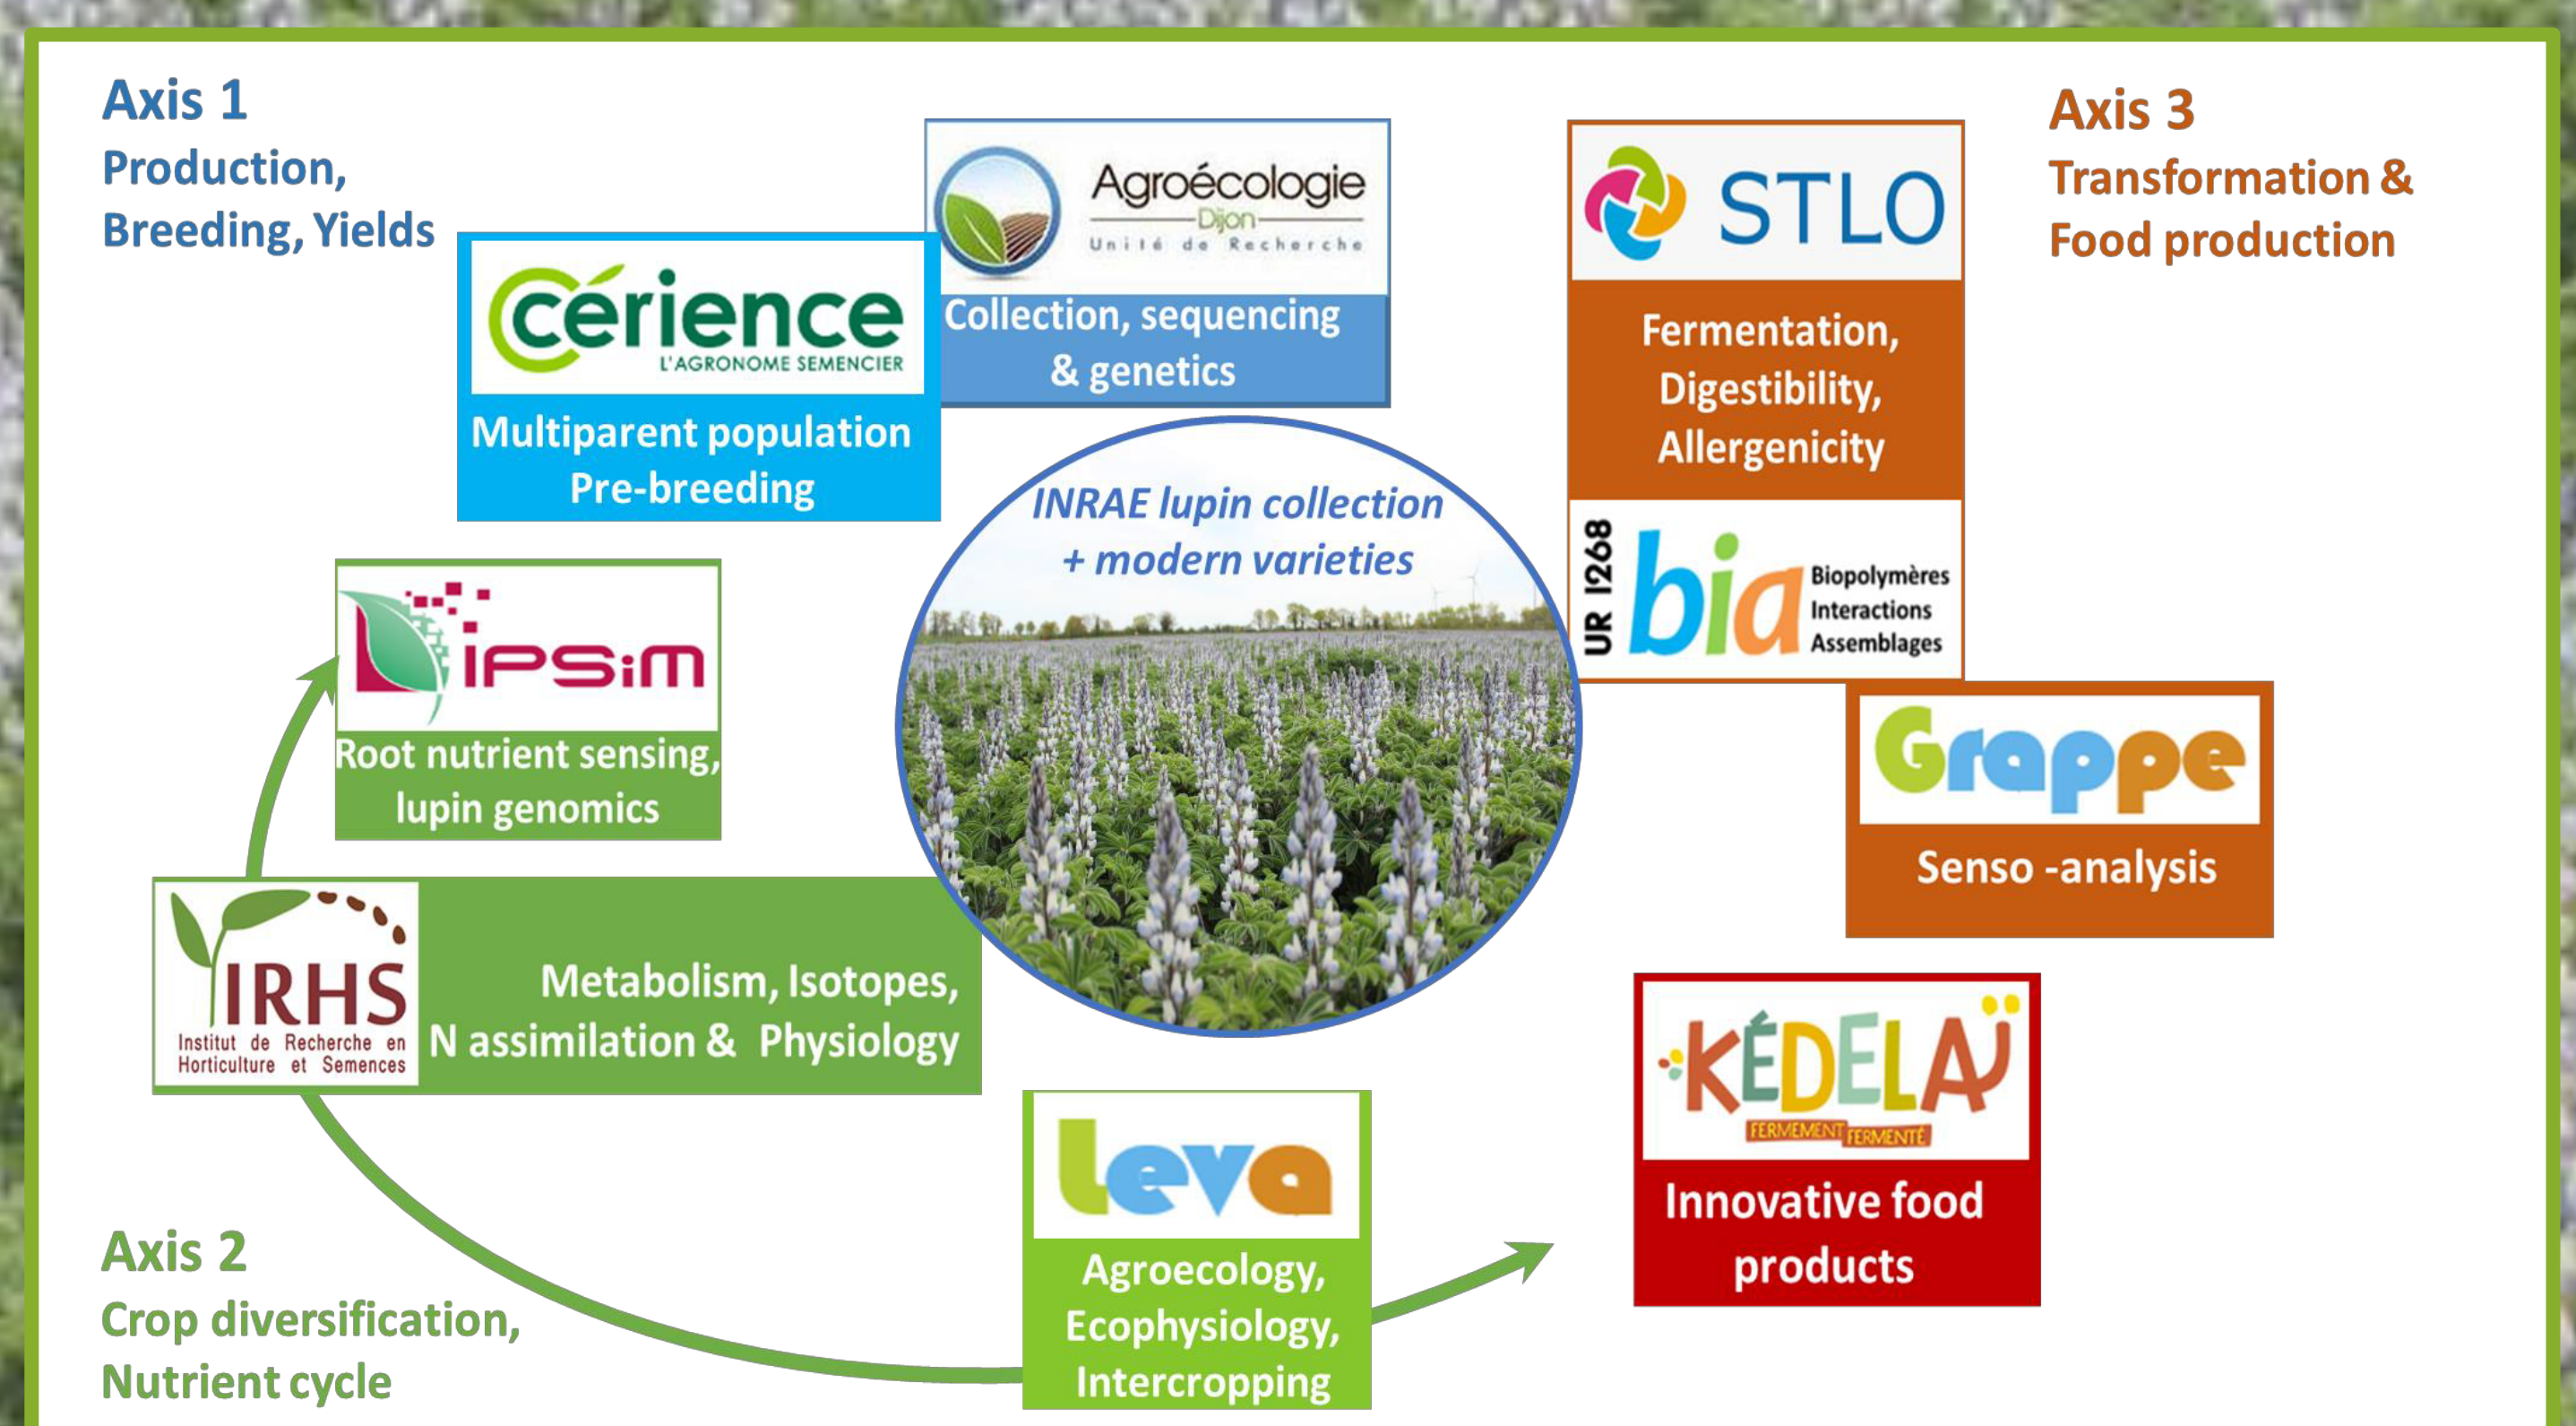 Axis 1
Production,
Breeding, Yields
Agroécologie
Dijon
Unité de Recherche
Collection, sequencing
& genetics
cérience
L'AGRONOME SEMENCIER
Multiparent population
Pre-breeding
STLO
Fermentation,
Digestibility,
Allergenicity
UR 1268
bia
Biopolymères
Interactions
Assemblages
Axis 3
Transformation &
Food production
INRAE lupin collection
+ modern varieties
iPSiM
Root nutrient sensing,
lupin genomics
Grappe
Senso -analysis
IRHS
Institut de Recherche en
Horticulture et Semences
Metabolism, Isotopes,
N assimilation & Physiology
KÉDELAÏ
FERMEMENT FERMENTÉ
Innovative food
products
Leva
Agroecology,
Ecophysiology,
Intercropping
Axis 2
Crop diversification,
Nutrient cycle